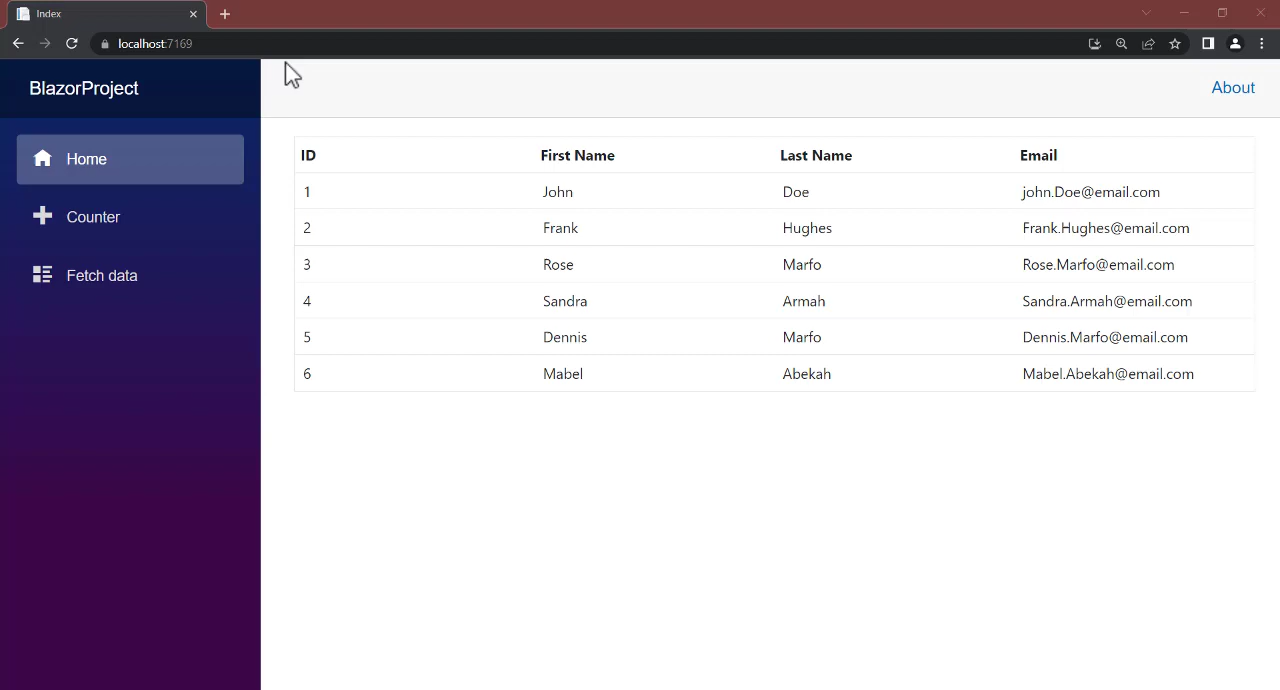 Index
localhost:7169
BlazorProject
About
Home
Counter
Fetch data
ID First Name Last Name Email
1 John Doe john.Doe@email.com
2 Frank Hughes Frank.Hughes@email.com
3 Rose Marfo Rose.Marfo@email.com
4 Sandra Armah Sandra.Armah@email.com
5 Dennis Marfo Dennis.Marfo@email.com
6 Mabel Abekah Mabel.Abekah@email.com